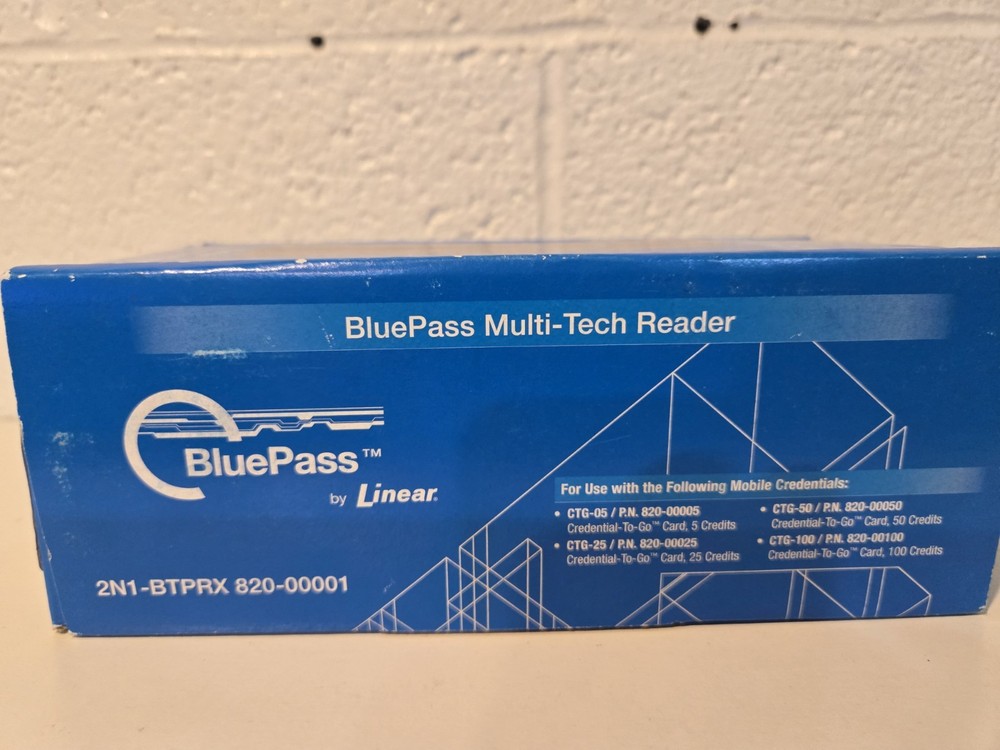 BluePass Multi-Tech Reader
BluePass™
by Linear®
2N1-BTPRX 820-00001
For Use with the Following Mobile Credentials:
• CTG-05 / P.N. 820-00005
Credential-To-Go™ Card, 5 Credits
• CTG-25 / P.N. 820-00025
Credential-To-Go™ Card, 25 Credits
• CTG-50 / P.N. 820-00050
Credential-To-Go™ Card, 50 Credits
• CTG-100 / P.N. 820-00100
Credential-To-Go™ Card, 100 Credits